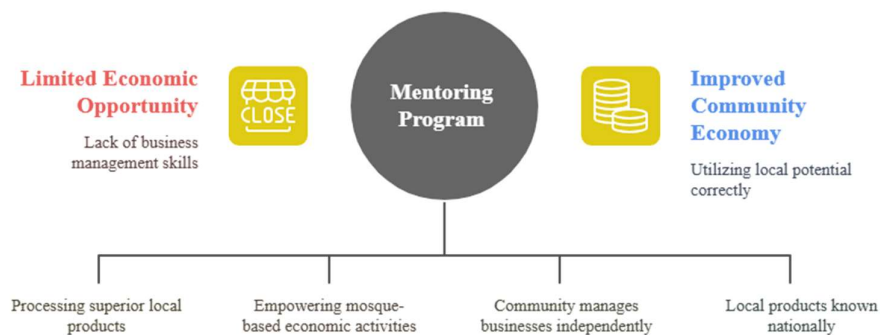 Limited Economic
Opportunity
Lack of business
management skills
CLOSE
Mentoring
Program
Improved
Community
Economy
Utilizing local potential
correctly
Processing superior local
products
Empowering mosque-
based economic activities
Community manages
businesses independently
Local products known
nationally